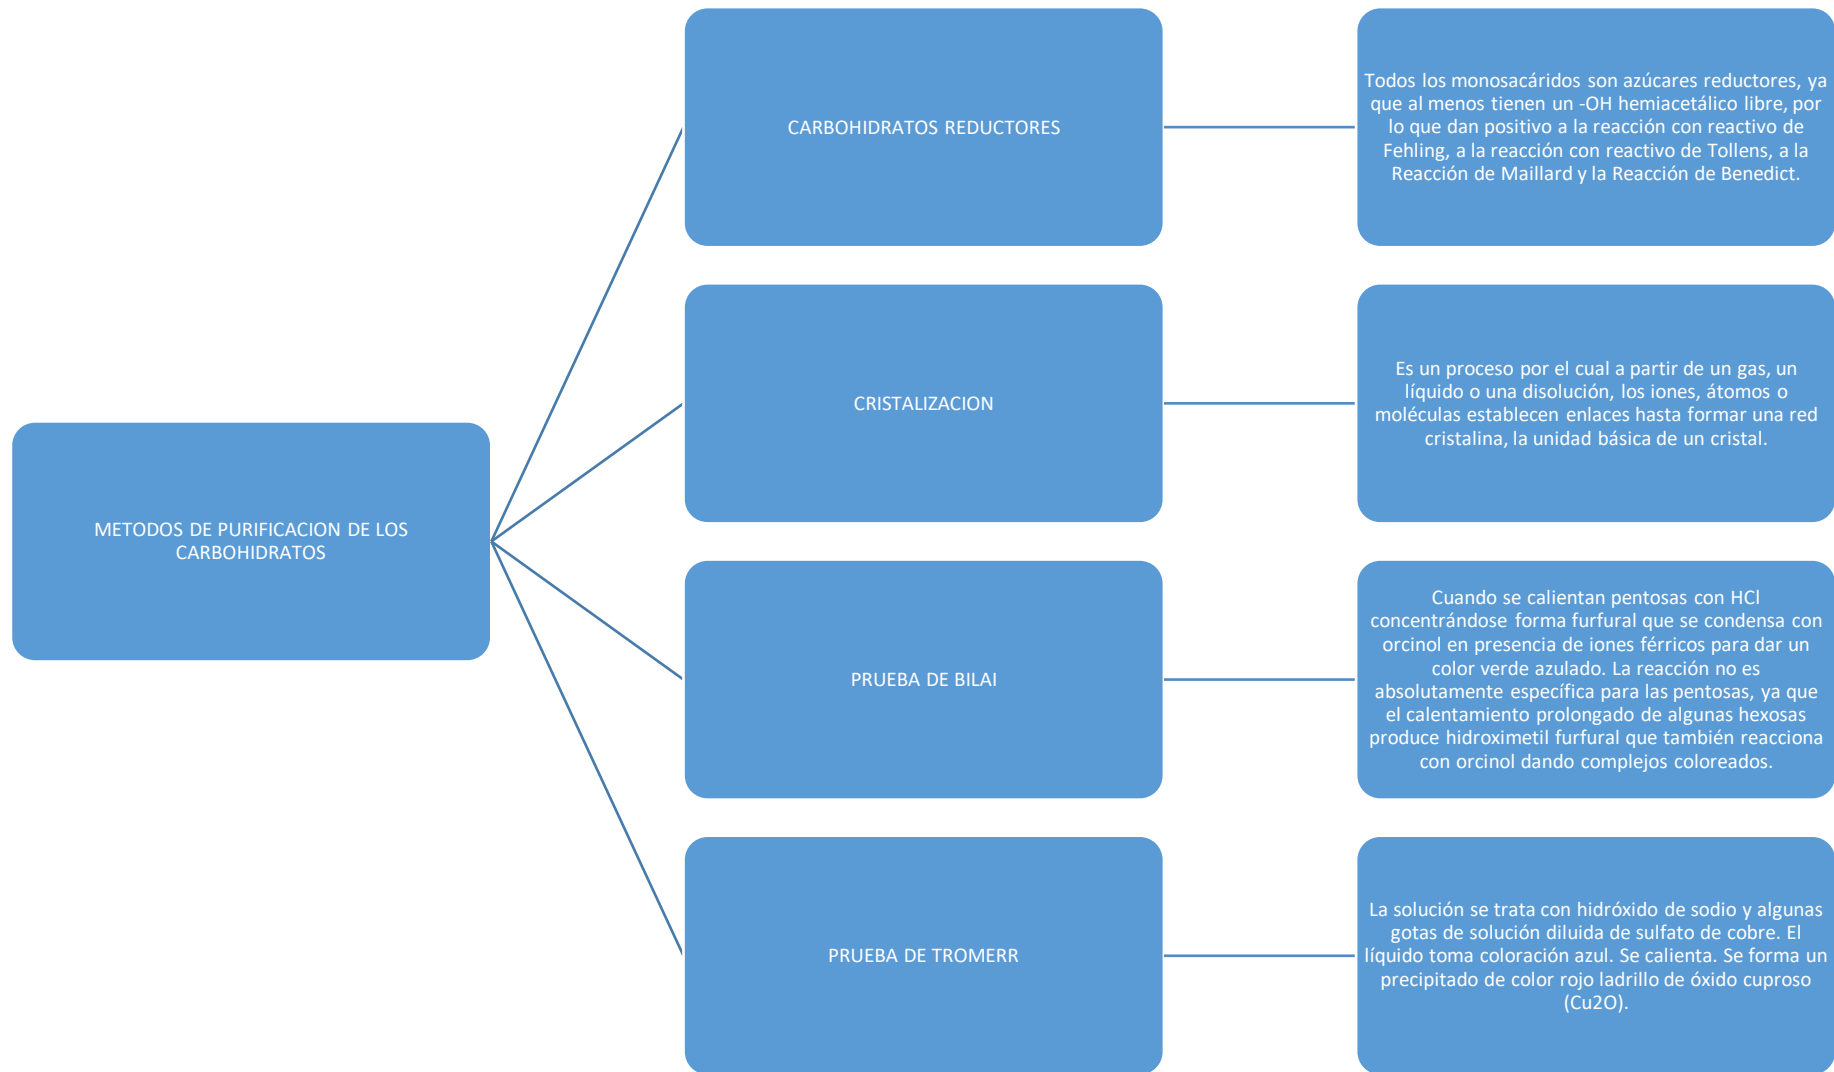 METODOS DE PURIFICACION DE LOS
CARBOHIDRATOS
CARBOHIDRATOS REDUCTORES
Todos los monosacáridos son azúcares reductores, ya
que al menos tienen un -OH hemiacetálico libre, por
lo que dan positivo a la reacción con reactivo de
Fehling, a la reacción con reactivo de Tollens, a la
Reacción de Maillard y la Reacción de Benedict.
CRISTALIZACION
Es un proceso por el cual a partir de un gas, un
líquido o una disolución, los iones, átomos o
moléculas establecen enlaces hasta formar una red
cristalina, la unidad básica de un cristal.
PRUEBA DE BILAI
Cuando se calientan pentosas con HCl
concentrándose forma furfural que se condensa con
orcinol en presencia de iones férricos para dar un
color verde azulado. La reacción no es
absolutamente específica para las pentosas, ya que
el calentamiento prolongado de algunas hexosas
produce hidroximetil furfural que también reacciona
con orcinol dando complejos coloreados.
PRUEBA DE TROMERR
La solución se trata con hidróxido de sodio y algunas
gotas de solución diluida de sulfato de cobre. El
líquido toma coloración azul. Se calienta. Se forma un
precipitado de color rojo ladrillo de óxido cuproso
(Cu2O).